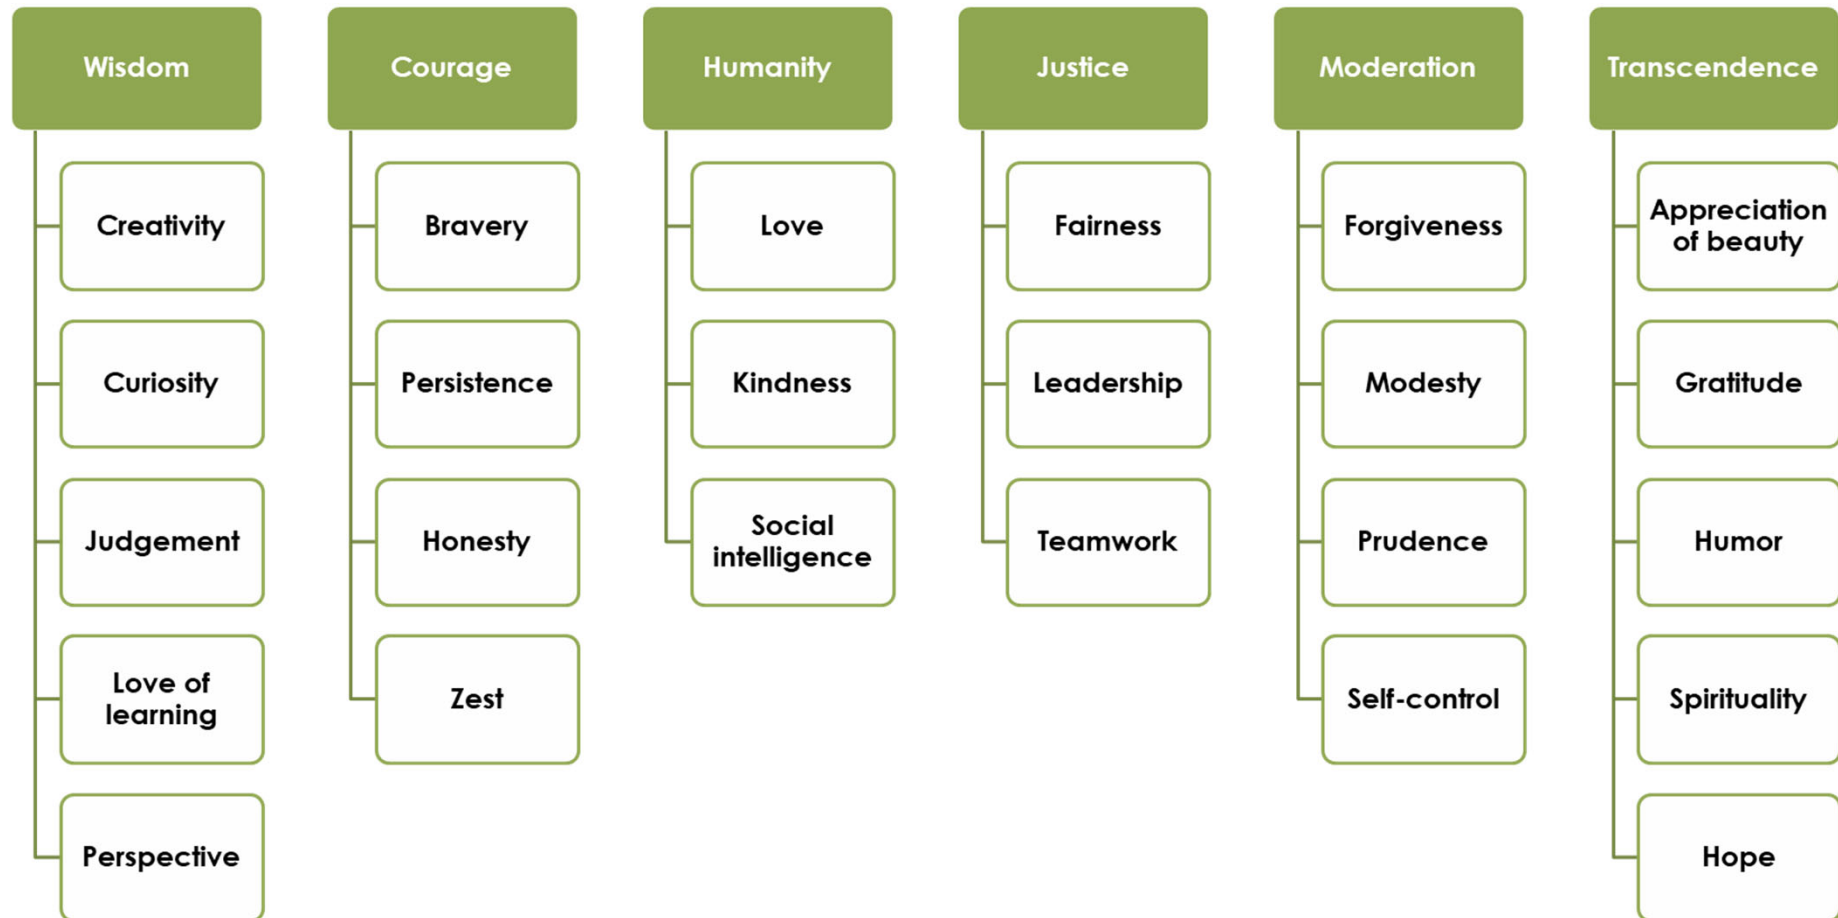 Wisdom
Creativity
Curiosity
Judgement
Love of
learning
Perspective
Courage
Bravery
Persistence
Honesty
Zest
Humanity
Love
Kindness
Social
intelligence
Justice
Fairness
Leadership
Teamwork
Moderation
Forgiveness
Modesty
Prudence
Self-control
Transcendence
Appreciation
of beauty
Gratitude
Humor
Spirituality
Hope